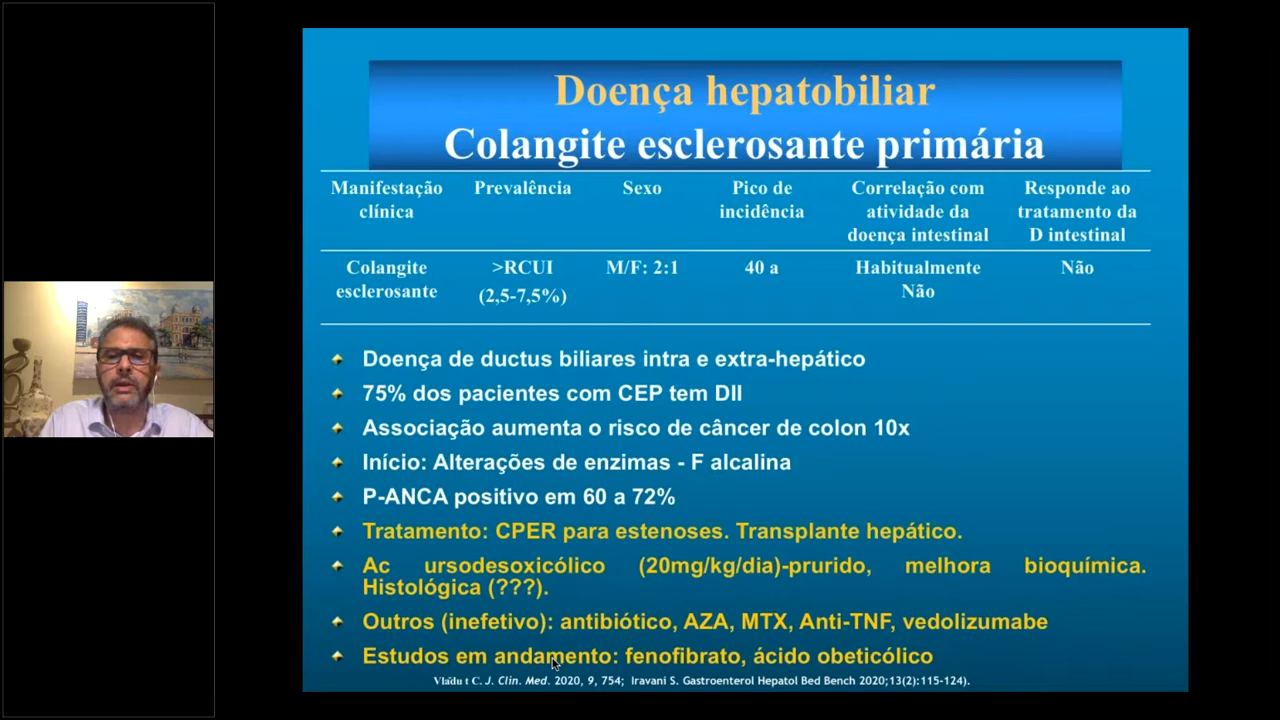 Doença hepatobiliar
Colangite esclerosante primária
Manifestação clínica
Prevalência
Sexo
Pico de incidência
Correlação com atividade da doença intestinal
Responde ao tratamento da D intestinal
Colangite esclerosante
>RCUI
(2,5-7,5%)
M/F: 2:1
40 a
Habitualmente Não
Não
Doença de ductus biliares intra e extra-hepático
75% dos pacientes com CEP tem DII
Associação aumenta o risco de câncer de colon 10x
Início: Alterações de enzimas - F alcalina
P-ANCA positivo em 60 a 72%
Tratamento: CPER para estenoses. Transplante hepático.
Ac ursodesoxicólico (20mg/kg/dia)-prurido, melhora bioquímica.
Histológica (???).
Outros (inefetivo): antibiótico, AZA, MTX, Anti-TNF, vedolizumabe
Estudos em andamento: fenofibrato, ácido obeticólico
Vlădu t C. J. Clin. Med. 2020, 9, 754; Iravani S. Gastroenterol Hepatol Bed Bench 2020;13(2):115-124).